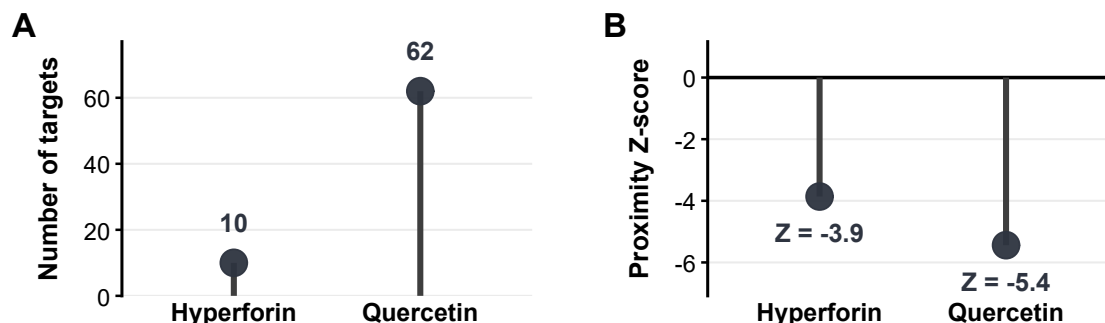 A
Number of targets
60
40
20
0
10
62
Hyperforin
Quercetin
B
Proximity Z-score
0
-2
-4
-6
Z = -3.9
Z = -5.4
Hyperforin
Quercetin